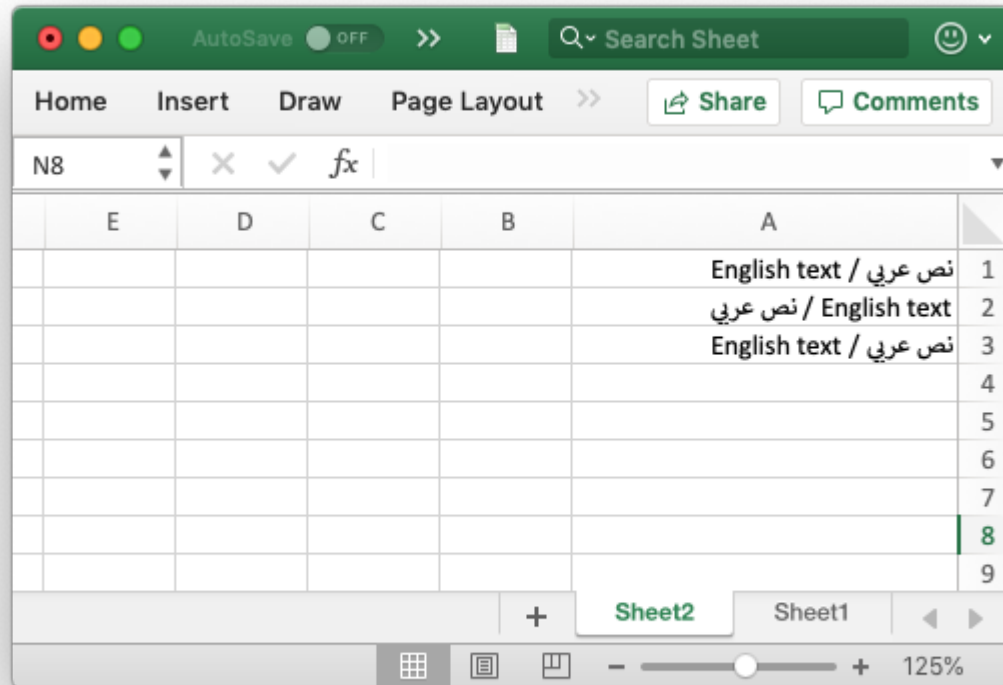 AutoSave OFF Search Sheet
Home Insert Draw Page Layout Share Comments
N8 fx
E D C B A
نص عربي / English text 1
English text / نص عربي 2
نص عربي / English text 3
4
5
6
7
8
9
+ Sheet2 Sheet1
− + 125%